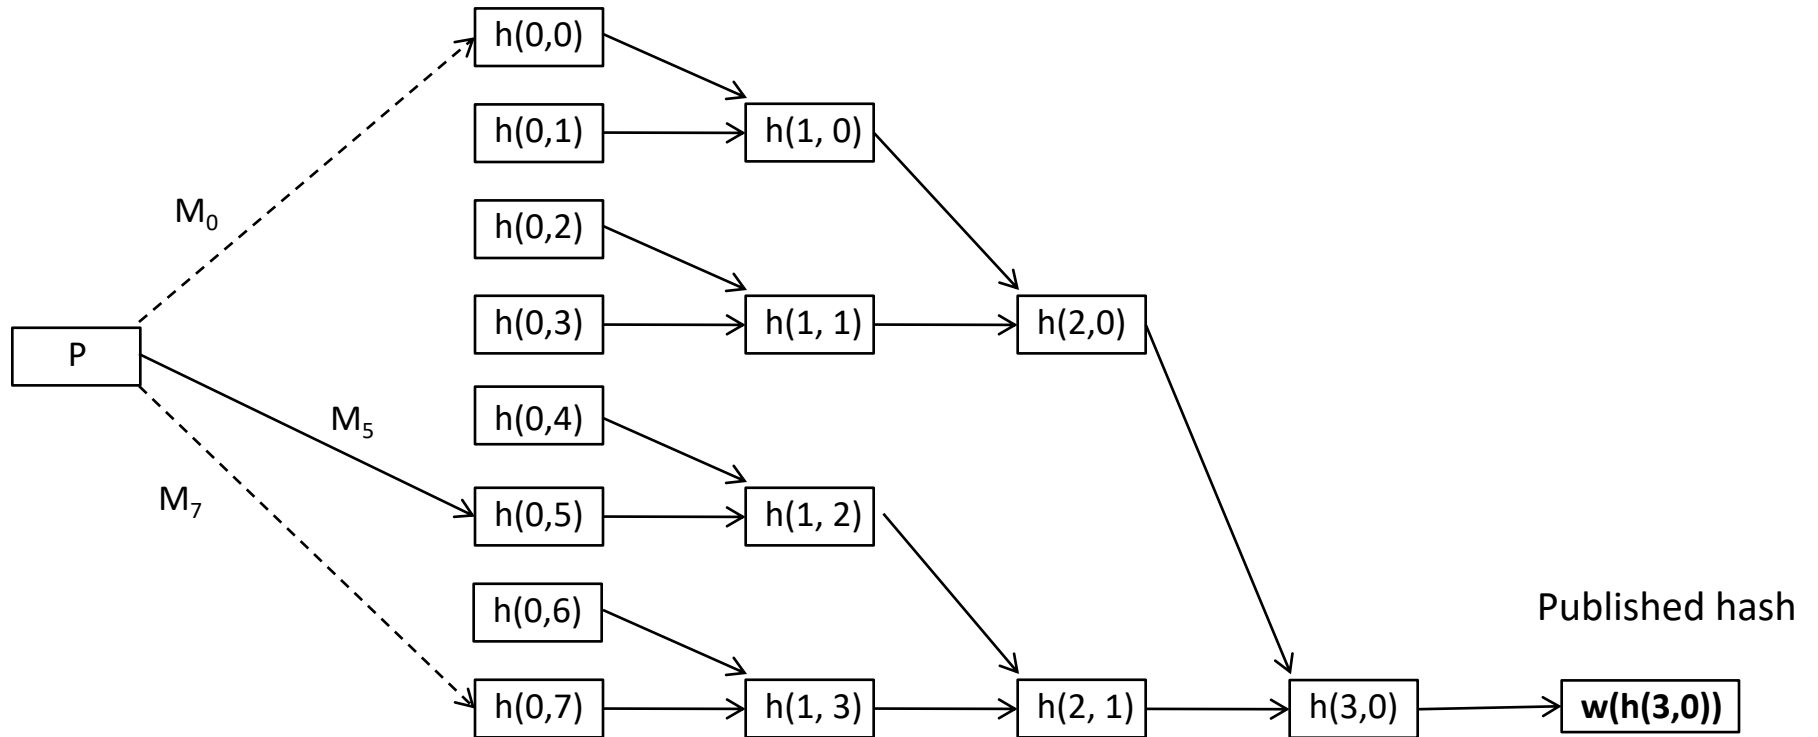 h(0,0)
h(0,1)
h(1, 0)
M₀
h(0,2)
h(0,3)
h(1, 1)
h(2,0)
P
h(0,4)
M₅
M₇
h(0,5)
h(1, 2)
h(0,6)
Published hash
h(0,7)
h(1, 3)
h(2, 1)
h(3,0)
w(h(3,0))